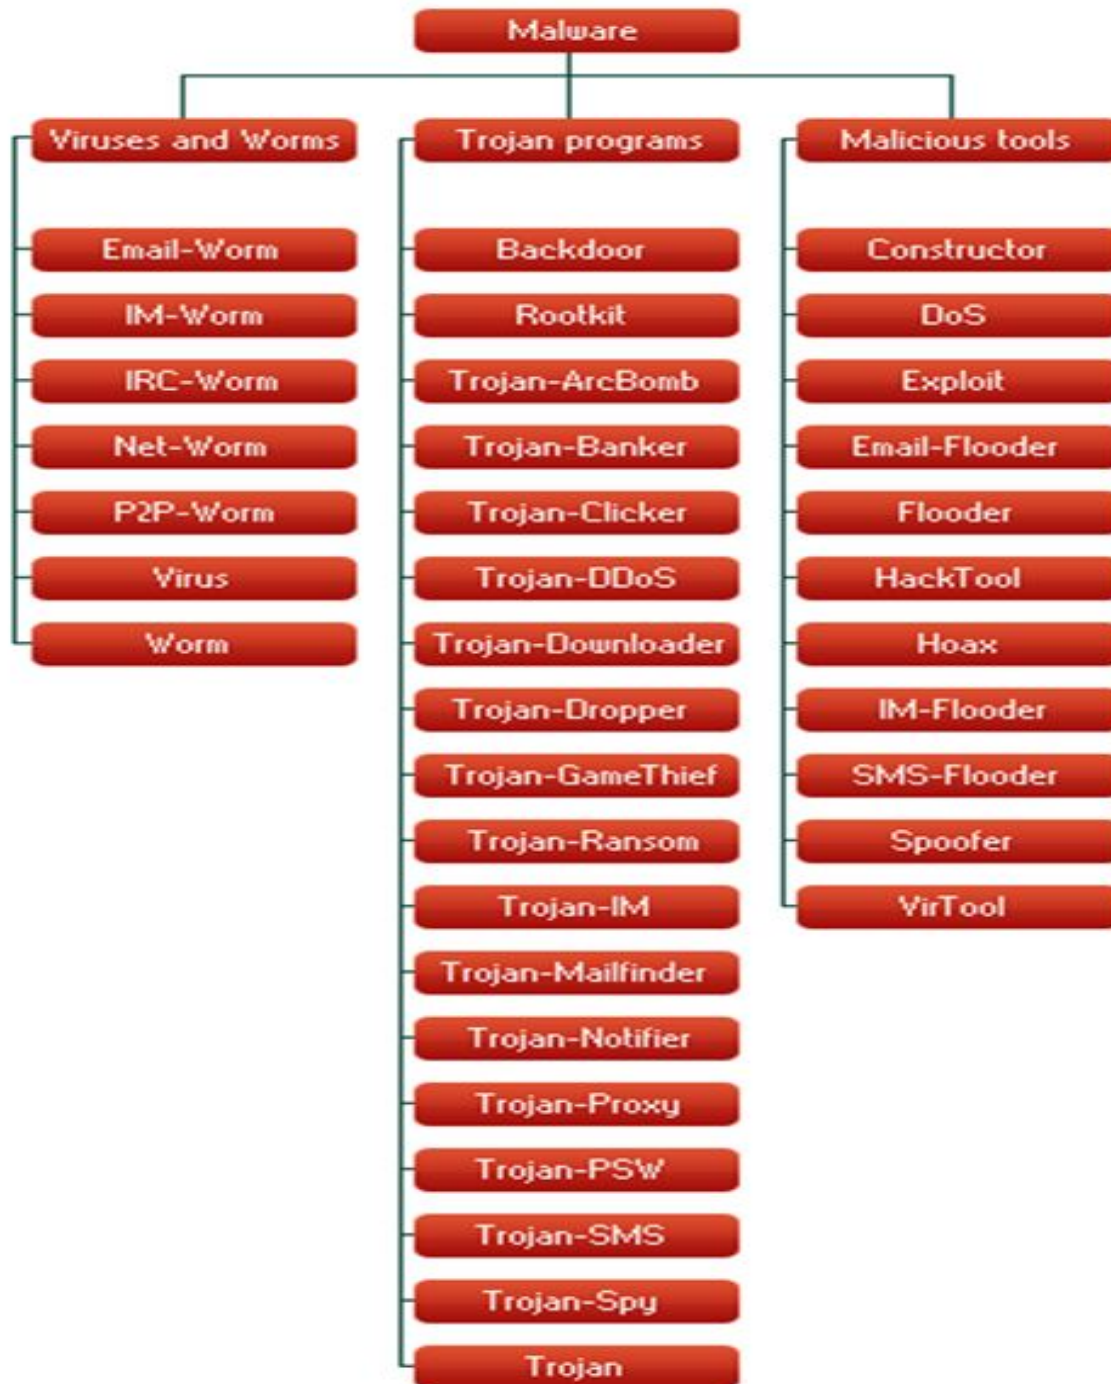 Malware
Viruses and Worms
Email-Worm
IM-Worm
IRC-Worm
Net-Worm
P2P-Worm
Virus
Worm
Trojan programs
Backdoor
Rootkit
Trojan-ArcBomb
Trojan-Banker
Trojan-Clicker
Trojan-DDoS
Trojan-Downloader
Trojan-Dropper
Trojan-GameThief
Trojan-Ransom
Trojan-IM
Trojan-Mailfinder
Trojan-Notifier
Trojan-Proxy
Trojan-PSW
Trojan-SMS
Trojan-Spy
Trojan
Malicious tools
Constructor
DoS
Exploit
Email-Flooder
Flooder
HackTool
Hoax
IM-Flooder
SMS-Flooder
Spoofer
VirTool